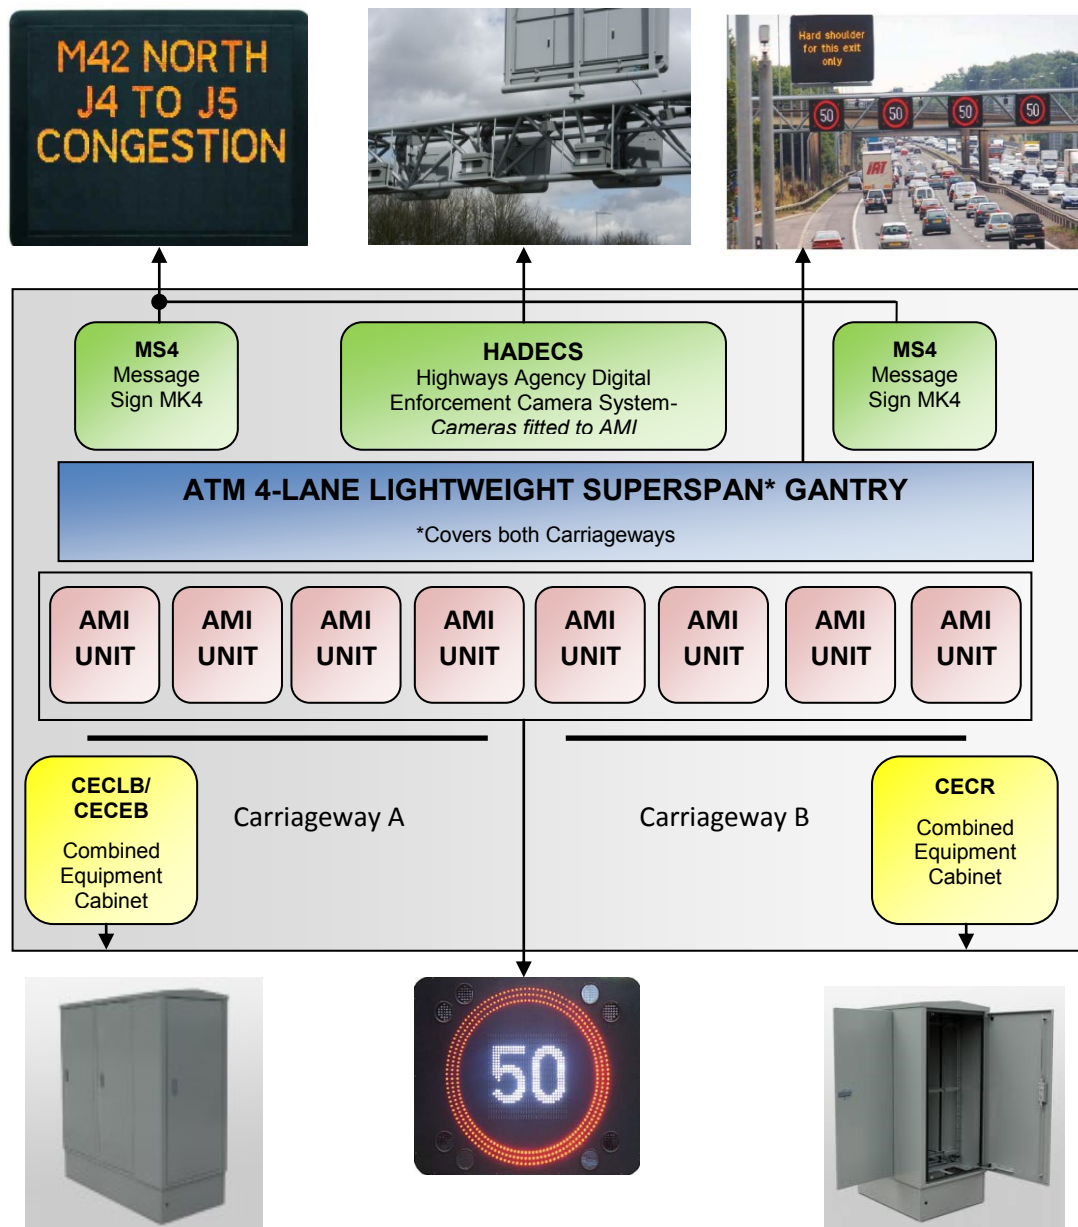 M42 NORTH
J4 TO J5
CONGESTION
Hard shoulder
for this exit
only
50 50 50 50
IRT
MS4
Message
Sign MK4
HADECS
Highways Agency Digital
Enforcement Camera System-
Cameras fitted to AMI
MS4
Message
Sign MK4
ATM 4-LANE LIGHTWEIGHT SUPERSPAN* GANTRY
*Covers both Carriageways
AMI
UNIT
AMI
UNIT
AMI
UNIT
AMI
UNIT
AMI
UNIT
AMI
UNIT
AMI
UNIT
AMI
UNIT
CECLB/
CECEB
Combined
Equipment
Cabinet
Carriageway A
Carriageway B
CECR
Combined
Equipment
Cabinet
50